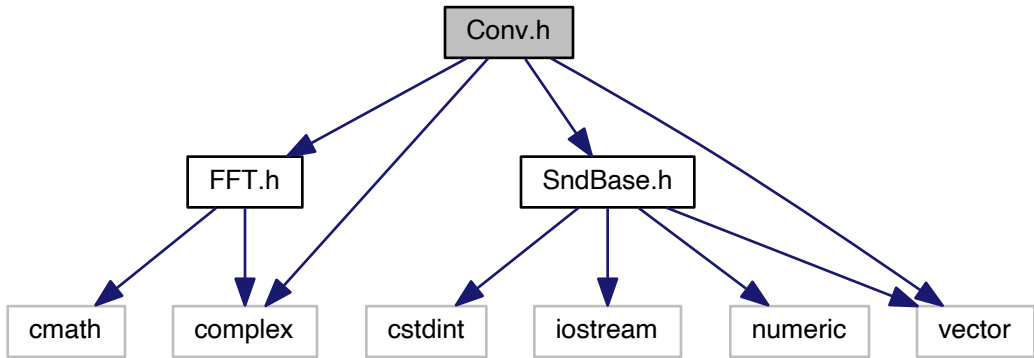 Conv.h
FFT.h
SndBase.h
cmath
complex
cstdint
iostream
numeric
vector